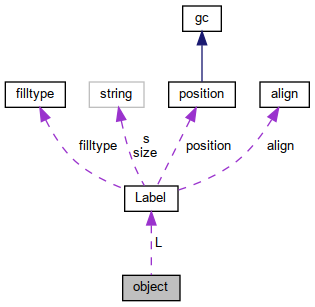 gc
filltype
string
position
align
filltype
s
size
position
align
Label
L
object